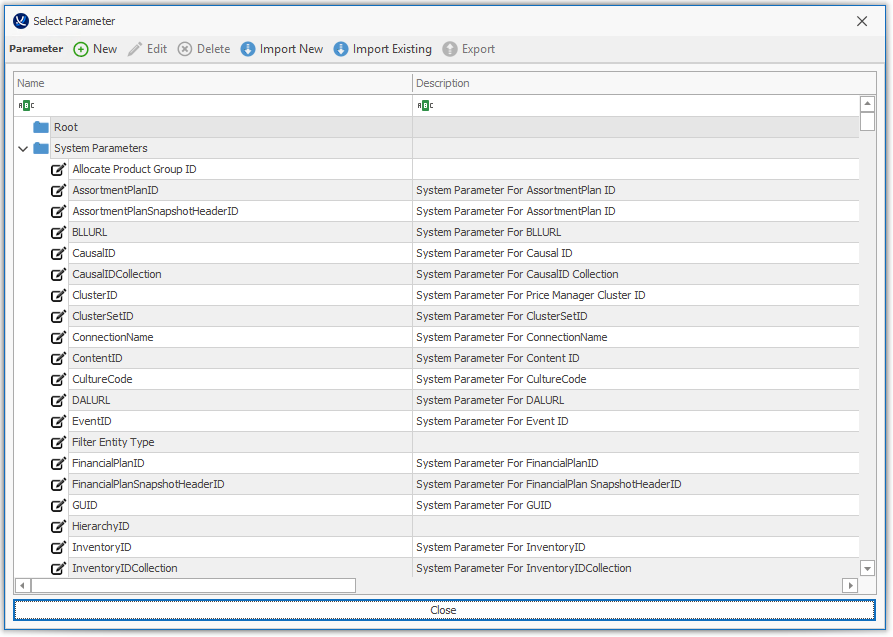 Select Parameter
Parameter New Edit Delete Import New Import Existing Export
Name Description
ABC ABC
Root
System Parameters
Allocate Product Group ID
AssortmentPlanID System Parameter For AssortmentPlan ID
AssortmentPlanSnapshotHeaderID System Parameter For AssortmentPlan ID
BLLURL System Parameter For BLLURL
CausalID System Parameter For Causal ID
CausalIDCollection System Parameter For CausalID Collection
ClusterID System Parameter For Price Manager Cluster ID
ClusterSetID System Parameter For ClusterSetID
ConnectionName System Parameter For ConnectionName
ContentID System Parameter For Content ID
CultureCode System Parameter For CultureCode
DALURL System Parameter For DALURL
EventID System Parameter For Event ID
Filter Entity Type
FinancialPlanID System Parameter For FinancialPlanID
FinancialPlanSnapshotHeaderID System Parameter For FinancialPlan SnapshotHeaderID
GUID System Parameter For GUID
HierarchyID
InventoryID System Parameter For InventoryID
InventoryIDCollection System Parameter For InventoryIDCollection
Close